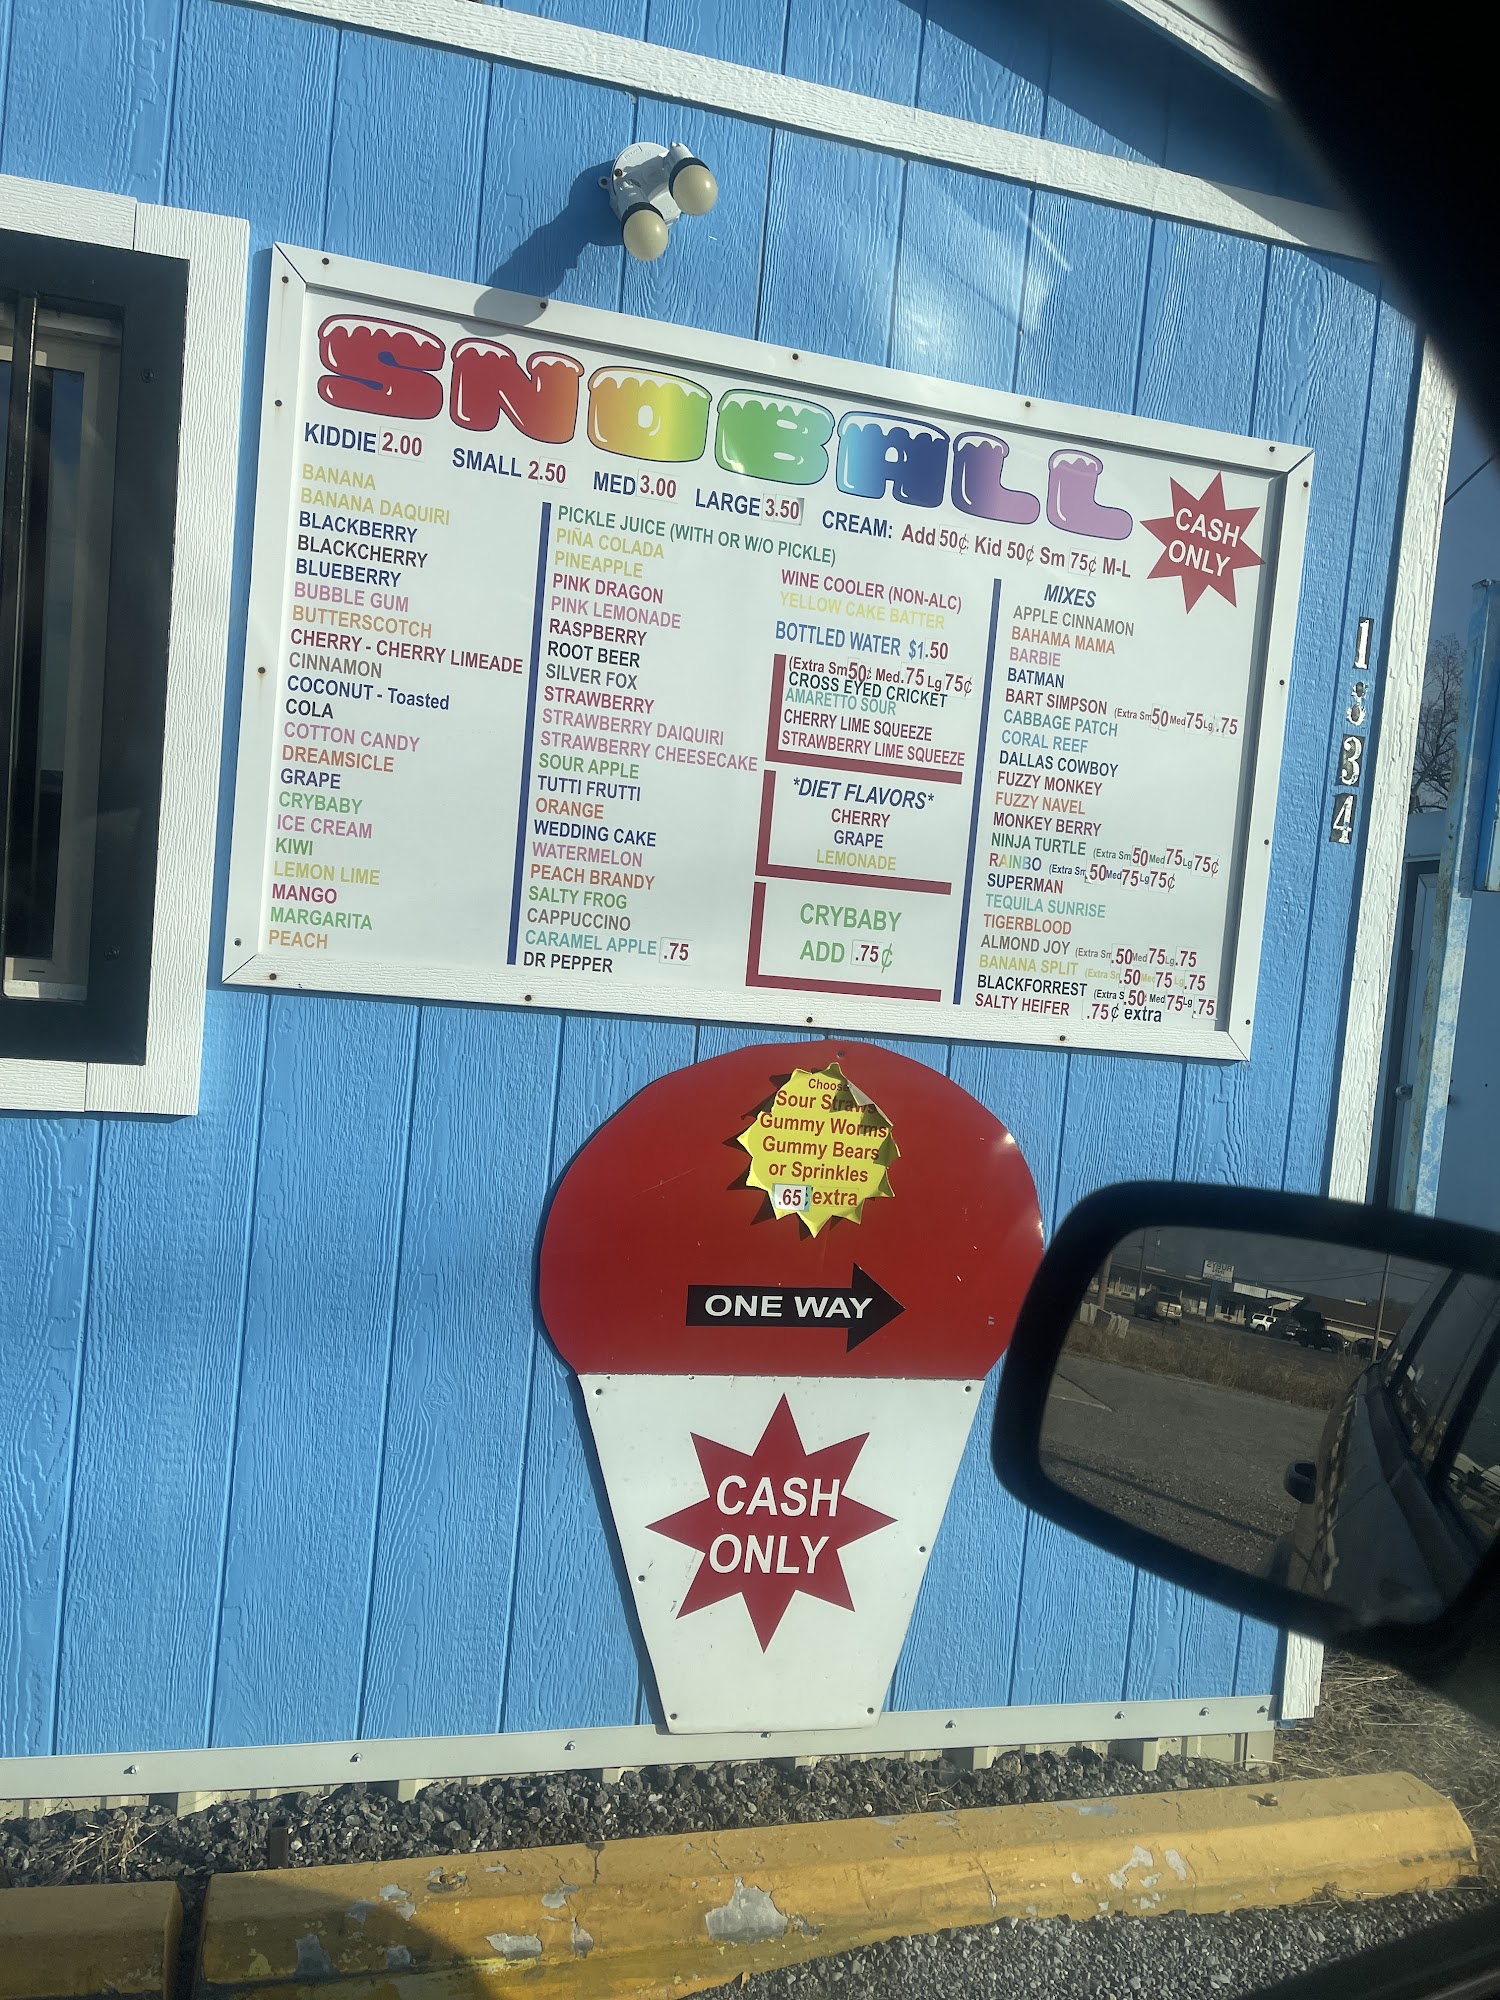 SNOBALL
KIDDIE 2.00 SMALL 2.50 MED 3.00 LARGE 3.50 CREAM: Add 50¢ Kid 50¢ Sm 75¢ M-L
CASH
ONLY
BANANA
BANANA DAQUIRI
BLACKBERRY
BLACKCHERRY
BLUEBERRY
BUBBLE GUM
BUTTERSCOTCH
CHERRY - CHERRY LIMEADE
CINNAMON
COCONUT - Toasted
COLA
COTTON CANDY
DREAMSICLE
GRAPE
CRYBABY
ICE CREAM
KIWI
LEMON LIME
MANGO
MARGARITA
PEACH
PICKLE JUICE (WITH OR W/O PICKLE)
PIÑA COLADA
PINEAPPLE
PINK DRAGON
PINK LEMONADE
RASPBERRY
ROOT BEER
SILVER FOX
STRAWBERRY
STRAWBERRY DAIQUIRI
STRAWBERRY CHEESECAKE
SOUR APPLE
TUTTI FRUTTI
ORANGE
WEDDING CAKE
WATERMELON
PEACH BRANDY
SALTY FROG
CAPPUCCINO
CARAMEL APPLE .75
DR PEPPER
WINE COOLER (NON-ALC)
YELLOW CAKE BATTER
BOTTLED WATER $1.50
(Extra Sm 50¢ Med .75 Lg 75¢
CROSS EYED CRICKET
AMARETTO SOUR
CHERRY LIME SQUEEZE
STRAWBERRY LIME SQUEEZE
*DIET FLAVORS*
CHERRY
GRAPE
LEMONADE
CRYBABY
ADD .75¢
MIXES
APPLE CINNAMON
BAHAMA MAMA
BARBIE
BATMAN
BART SIMPSON (Extra Sm 50 Med 75 Lg .75
CABBAGE PATCH
CORAL REEF
DALLAS COWBOY
FUZZY MONKEY
FUZZY NAVEL
MONKEY BERRY
NINJA TURTLE (Extra Sm 50 Med 75 Lg 75¢
RAINBO (Extra Sm .50 Med 75 Lg 75¢
SUPERMAN
TEQUILA SUNRISE
TIGERBLOOD
ALMOND JOY (Extra Sm .50 Med 75 Lg .75
BANANA SPLIT (Extra Sm .50 Med 75 Lg .75
BLACKFORREST (Extra S .50 Med 75 Lg .75
SALTY HEIFER .75¢ extra
1834
Choose
Sour Straws
Gummy Worms
Gummy Bears
or Sprinkles
.65¢ extra
ONE WAY
CASH
ONLY